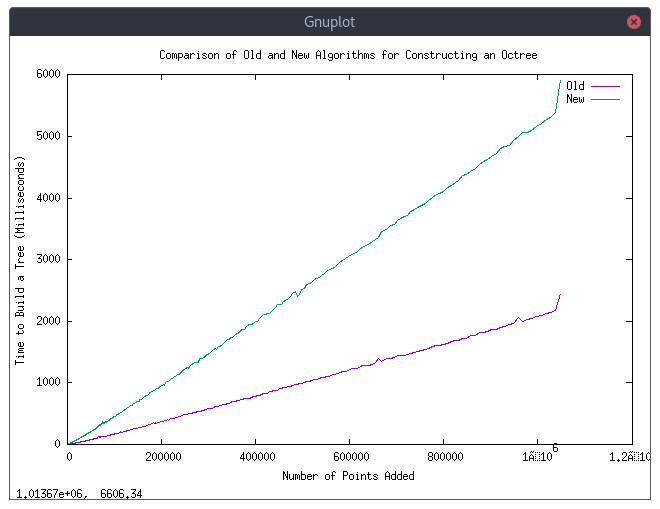 Gnuplot
Comparison of Old and New Algorithms for Constructing an Octree
Old
New
6000
5000
4000
3000
2000
1000
0
Time to Build a Tree (Milliseconds)
0 200000 400000 600000 800000
Number of Points Added
1.01367e+06, 6606.34